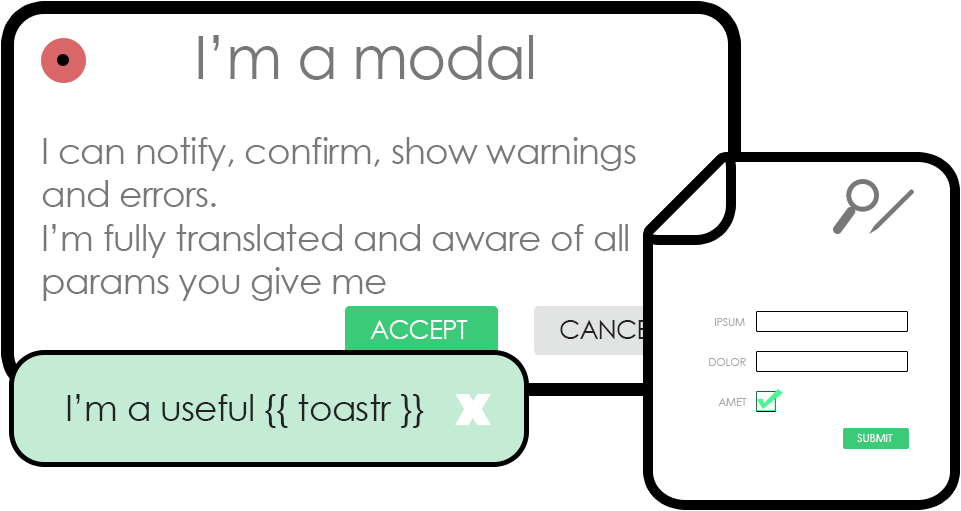 I’m a modal
I can notify, confirm, show warnings
and errors.
I’m fully translated and aware of all
params you give me
ACCEPT
CANCE
I’m a useful {{ toastr }}
X
IPSUM
DOLOR
AMET
SUBMIT